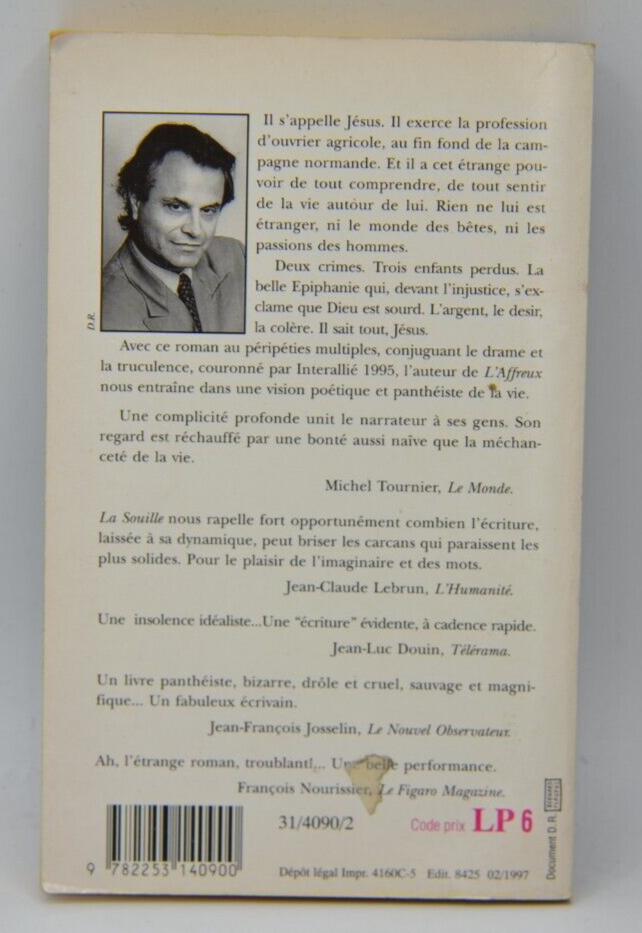 Il s'appelle Jésus. Il exerce la profession
d'ouvrier agricole, au fin fond de la cam-
pagne normande. Et il a cet étrange pou-
voir de tout comprendre, de tout sentir
de la vie autour de lui. Rien ne lui est
étranger, ni le monde des bêtes, ni les
passions des hommes.
Deux crimes. Trois enfants perdus. La
belle Epiphanie qui, devant l'injustice, s'ex-
clame que Dieu est sourd. L'argent, le desir,
la colère. Il sait tout, Jésus.
D.R.
Avec ce roman au péripéties multiples, conjuguant le drame et
la truculence, couronné par Interallié 1995, l'auteur de L'Affreux
nous entraîne dans une vision poétique et panthéiste de la vie.
Une complicité profonde unit le narrateur à ses gens. Son
regard est réchauffé par une bonté aussi naïve que la méchan-
ceté de la vie.
Michel Tournier, Le Monde.
La Souille nous rapelle fort opportunément combien l'écriture,
laissée à sa dynamique, peut briser les carcans qui paraissent les
plus solides. Pour le plaisir de l'imaginaire et des mots.
Jean-Claude Lebrun, L'Humanité.
Une insolence idéaliste...Une "écriture" évidente, à cadence rapide.
Jean-Luc Douin, Télérama.
Un livre panthéiste, bizarre, drôle et cruel, sauvage et magni-
fique... Un fabuleux écrivain.
Jean-François Josselin, Le Nouvel Observateur.
Ah, l'étrange roman, troublant!... Une belle performance.
François Nourissier, Le Figaro Magazine.
31/4090/2
Code prix LP 6
9 782253 140900
Dépôt légal Impr. 4160C-5 Edit. 8425 02/1997
Document D. R.